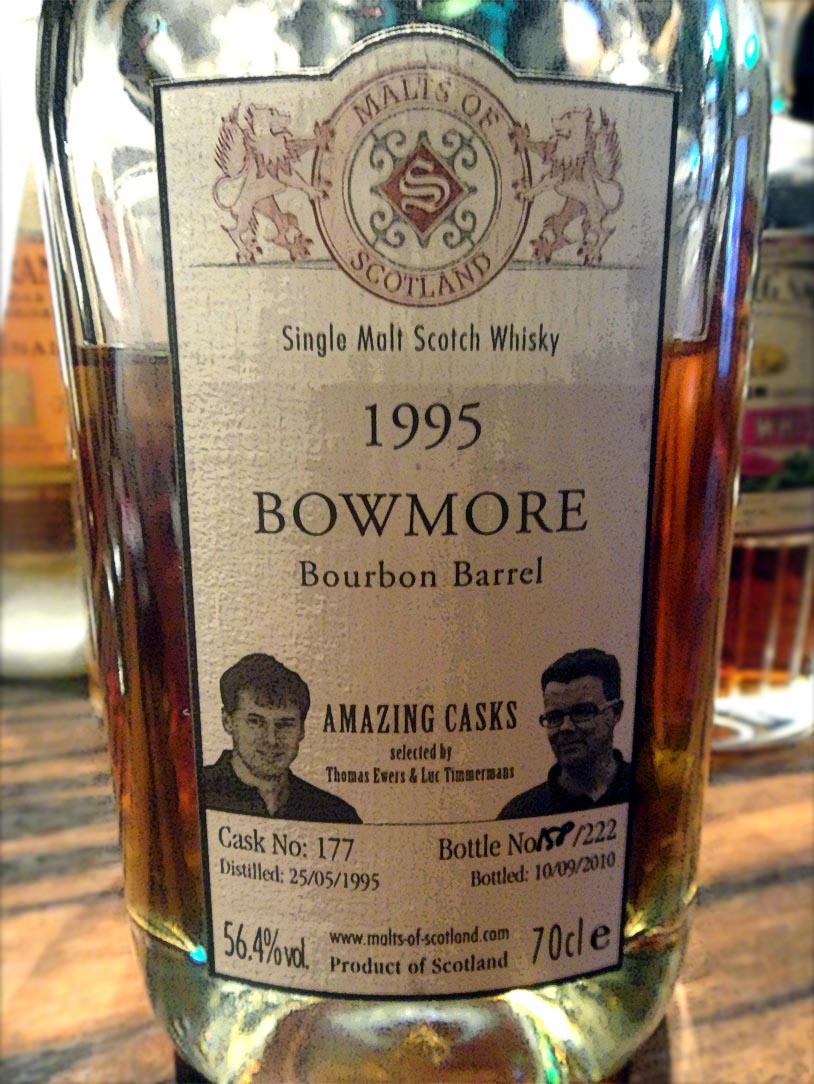 MALTS OF
S
SCOTLAND
Single Malt Scotch Whisky
1995
BOWMORE
Bourbon Barrel
AMAZING CASKS
selected by
Thomas Ewers & Luc Timmermans
Cask No: 177
Distilled: 25/05/1995
Bottle No 158/222
Bottled: 10/09/2010
56.4%vol.
www.malts-of-scotland.com
Product of Scotland
70cl e